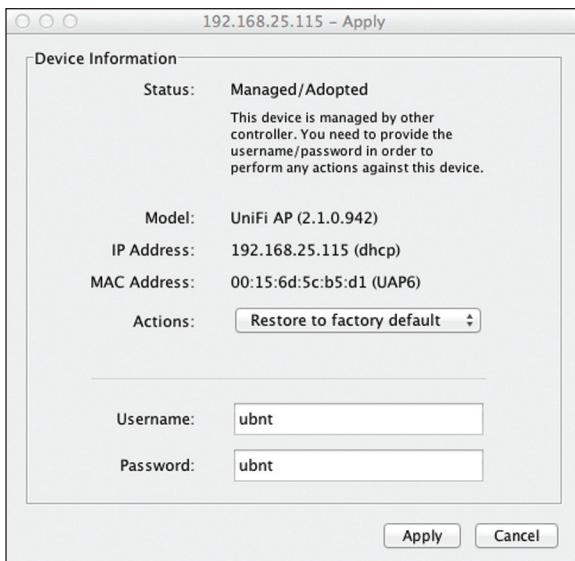 192.168.25.115 – Apply
Device Information
Status: Managed/Adopted
This device is managed by other
controller. You need to provide the
username/password in order to
perform any actions against this device.
Model: UniFi AP (2.1.0.942)
IP Address: 192.168.25.115 (dhcp)
MAC Address: 00:15:6d:5c:b5:d1 (UAP6)
Actions: Restore to factory default
Username: ubnt
Password: ubnt
Apply Cancel